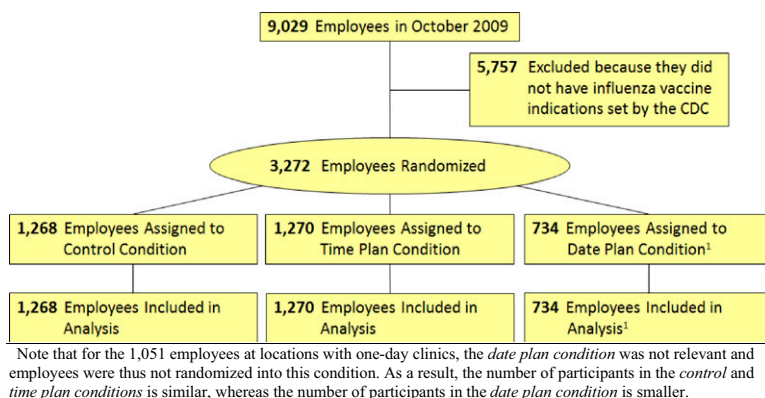 9,029 Employees in October 2009
5,757 Excluded because they did
not have influenza vaccine
indications set by the CDC
3,272 Employees Randomized
1,268 Employees Assigned to
Control Condition
1,270 Employees Assigned to
Time Plan Condition
734 Employees Assigned to
Date Plan Condition¹
1,268 Employees Included in
Analysis
1,270 Employees Included in
Analysis
734 Employees Included in
Analysis¹
Note that for the 1,051 employees at locations with one-day clinics, the date plan condition was not relevant and
employees were thus not randomized into this condition. As a result, the number of participants in the control and
time plan conditions is similar, whereas the number of participants in the date plan condition is smaller.